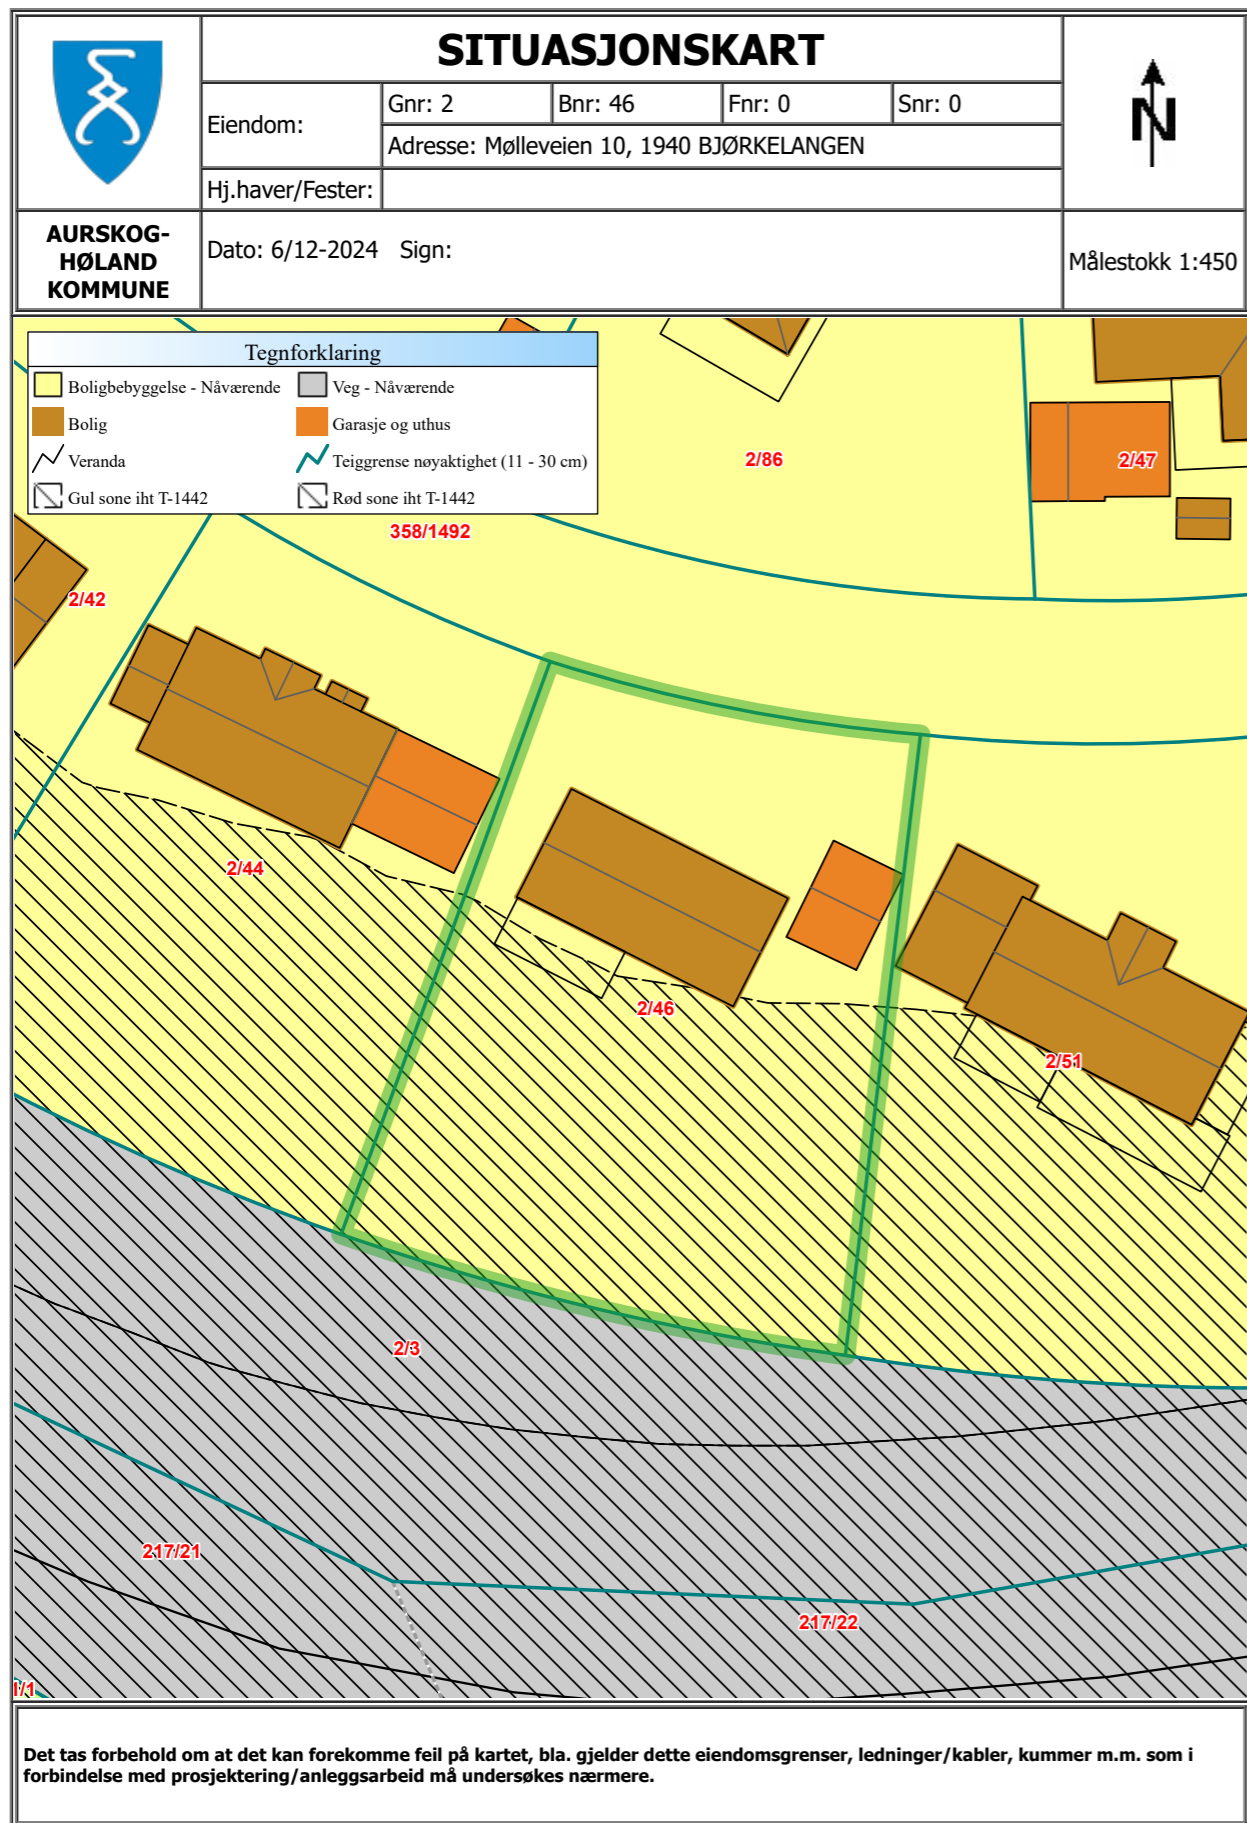 SITUASJONSKART
Eiendom:
Gnr: 2
Bnr: 46
Fnr: 0
Snr: 0
Adresse: Mølleveien 10, 1940 BJØRKELANGEN
Hj.haver/Fester:
N
AURSKOG-
HØLAND
KOMMUNE
Dato: 6/12-2024 Sign:
Målestokk 1:450
Tegnforklaring
Boligbebyggelse - Nåværende
Veg - Nåværende
Bolig
Garasje og uthus
Veranda
Teiggrense nøyaktighet (11 - 30 cm)
Gul sone iht T-1442
Rød sone iht T-1442
2/86
2/47
358/1492
2/42
2/44
2/46
2/51
2/3
217/21
217/22
1/1
Det tas forbehold om at det kan forekomme feil på kartet, bla. gjelder dette eiendomsgrenser, ledninger/kabler, kummer m.m. som i
forbindelse med prosjektering/anleggsarbeid må undersøkes nærmere.